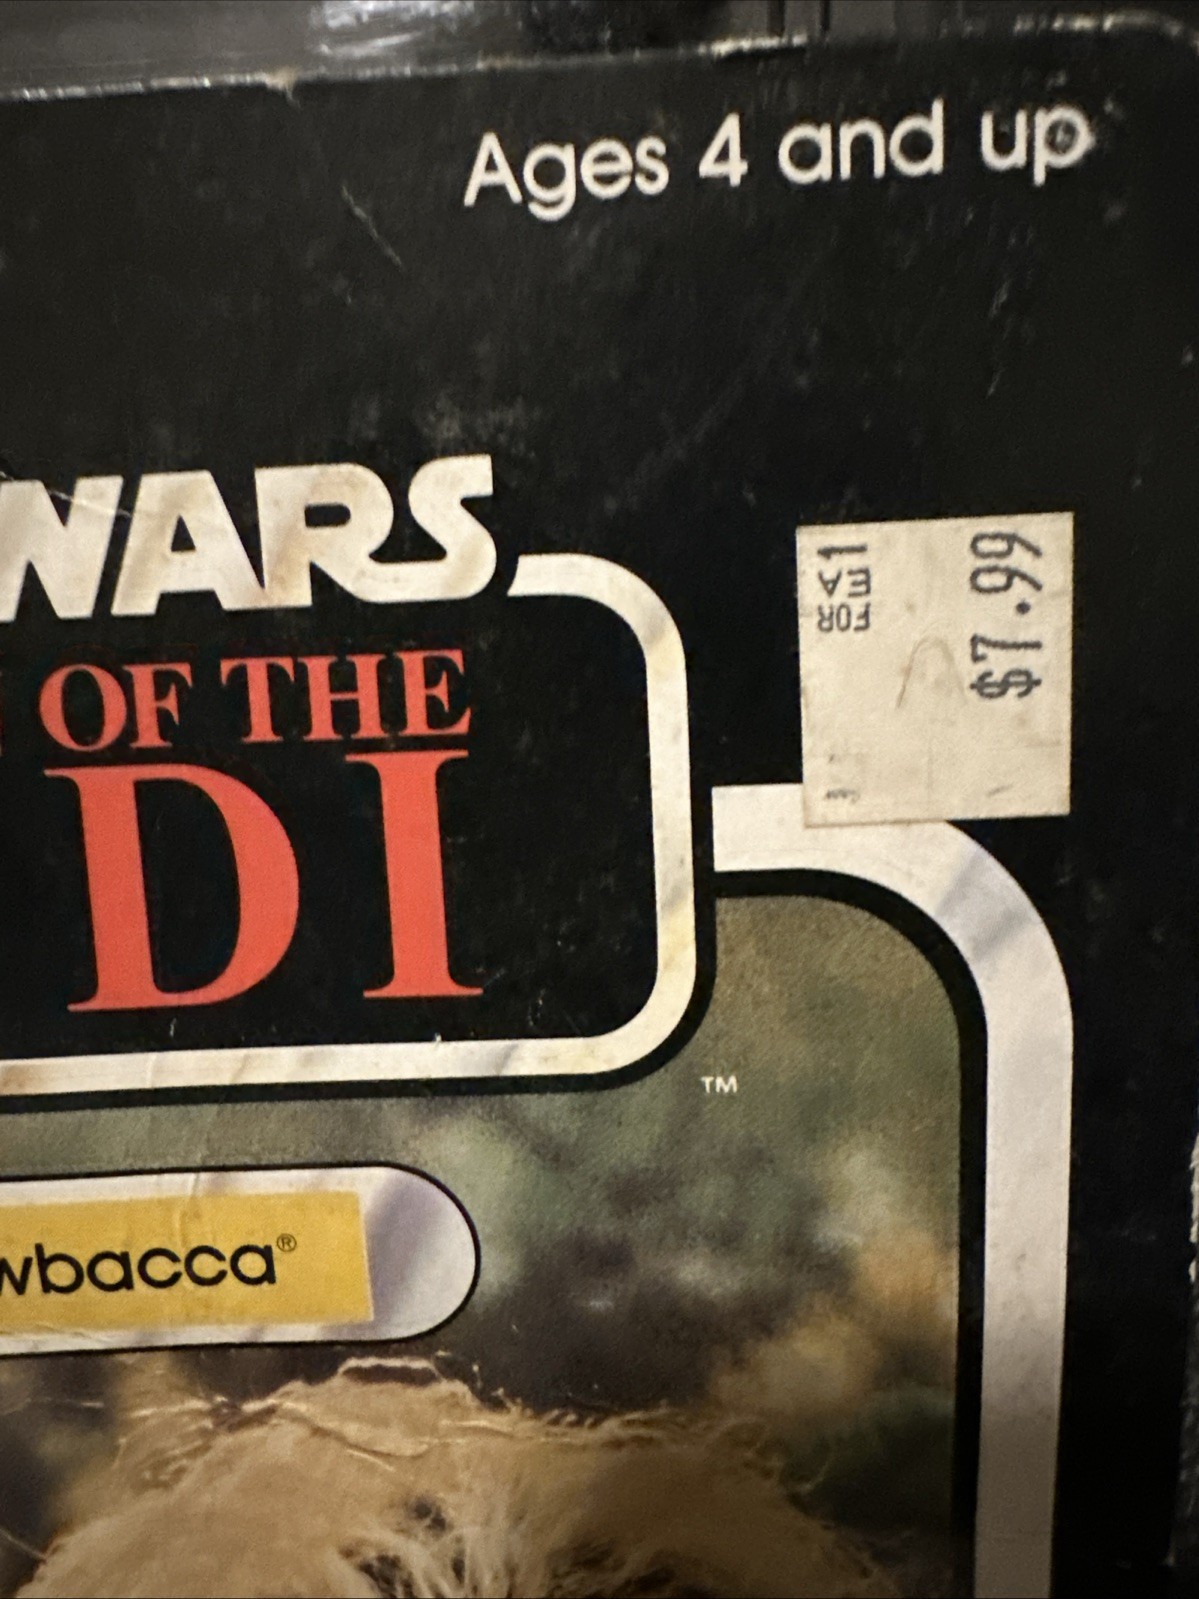 Ages 4 and up
WARS
OF THE
DI
TM
wbacca®
1
EA
FOR
$7.99